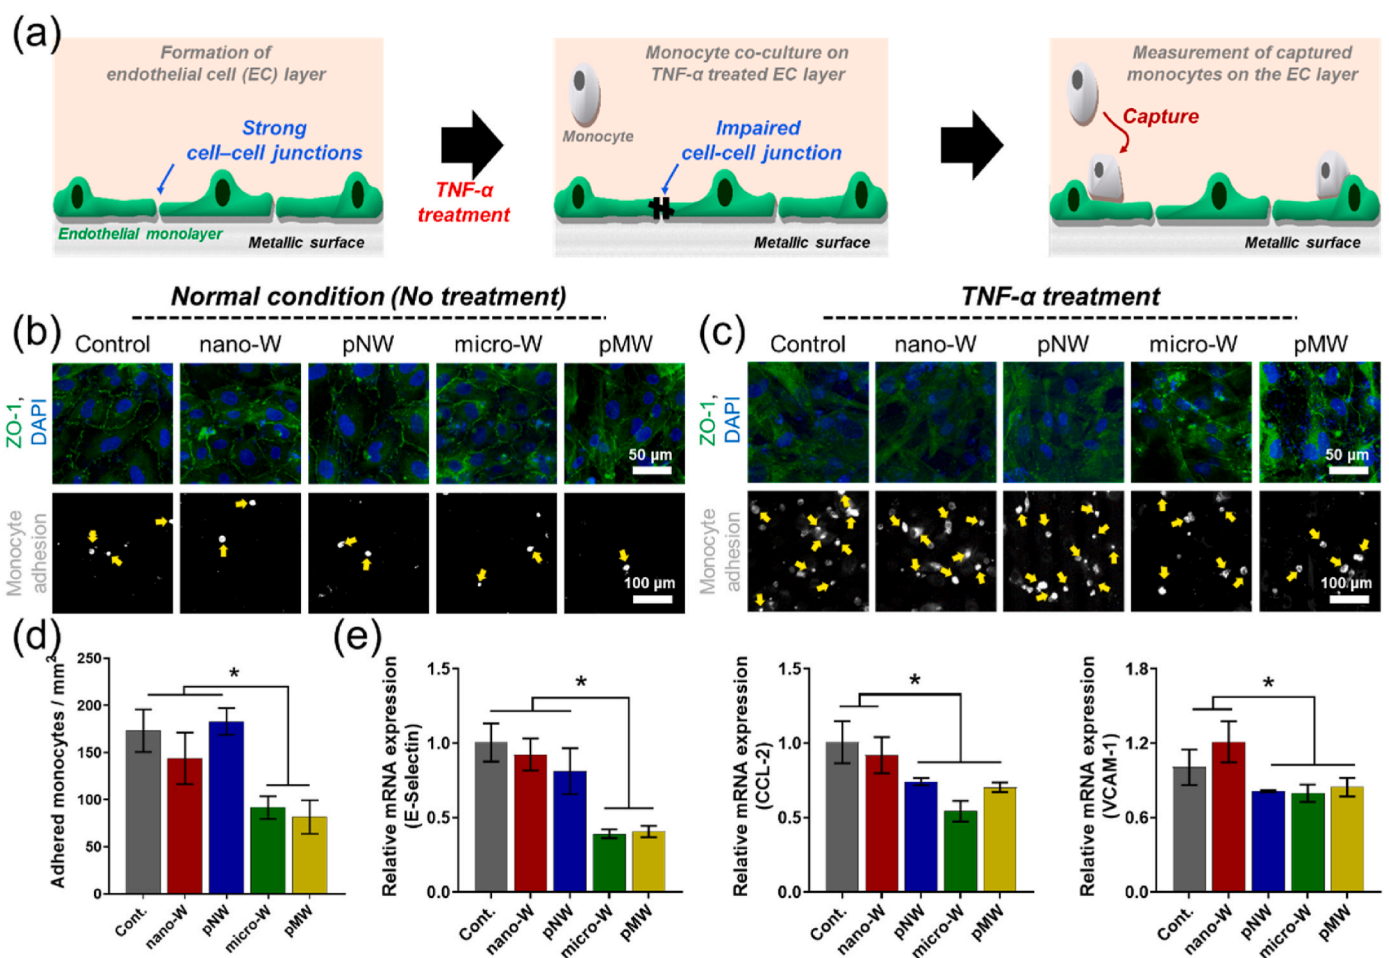 (a)
Formation of
endothelial cell (EC) layer
Strong
cell–cell junctions
Endothelial monolayer
Metallic surface
TNF-α
treatment
Monocyte co-culture on
TNF-α treated EC layer
Monocyte
Impaired
cell-cell junction
Metallic surface
Measurement of captured
monocytes on the EC layer
Capture
Metallic surface
Normal condition (No treatment)
(b)
Control nano-W pNW micro-W pMW
ZO-1,
DAPI
50 µm
Monocyte
adhesion
100 µm
TNF-α treatment
(c)
Control nano-W pNW micro-W pMW
ZO-1,
DAPI
50 µm
Monocyte
adhesion
100 µm
(d)
Adhered monocytes / mm2
250
200
150
100
50
0
*
Cont. nano-W pNW micro-W pMW
(e)
Relative mRNA expression
(E-Selectin)
1.5
1.0
0.5
0.0
*
Cont. nano-W pNW micro-W pMW
Relative mRNA expression
(CCL-2)
1.5
1.0
0.5
0.0
*
Cont. nano-W pNW micro-W pMW
Relative mRNA expression
(VCAM-1)
1.8
1.2
0.6
0.0
*
Cont. nano-W pNW micro-W pMW